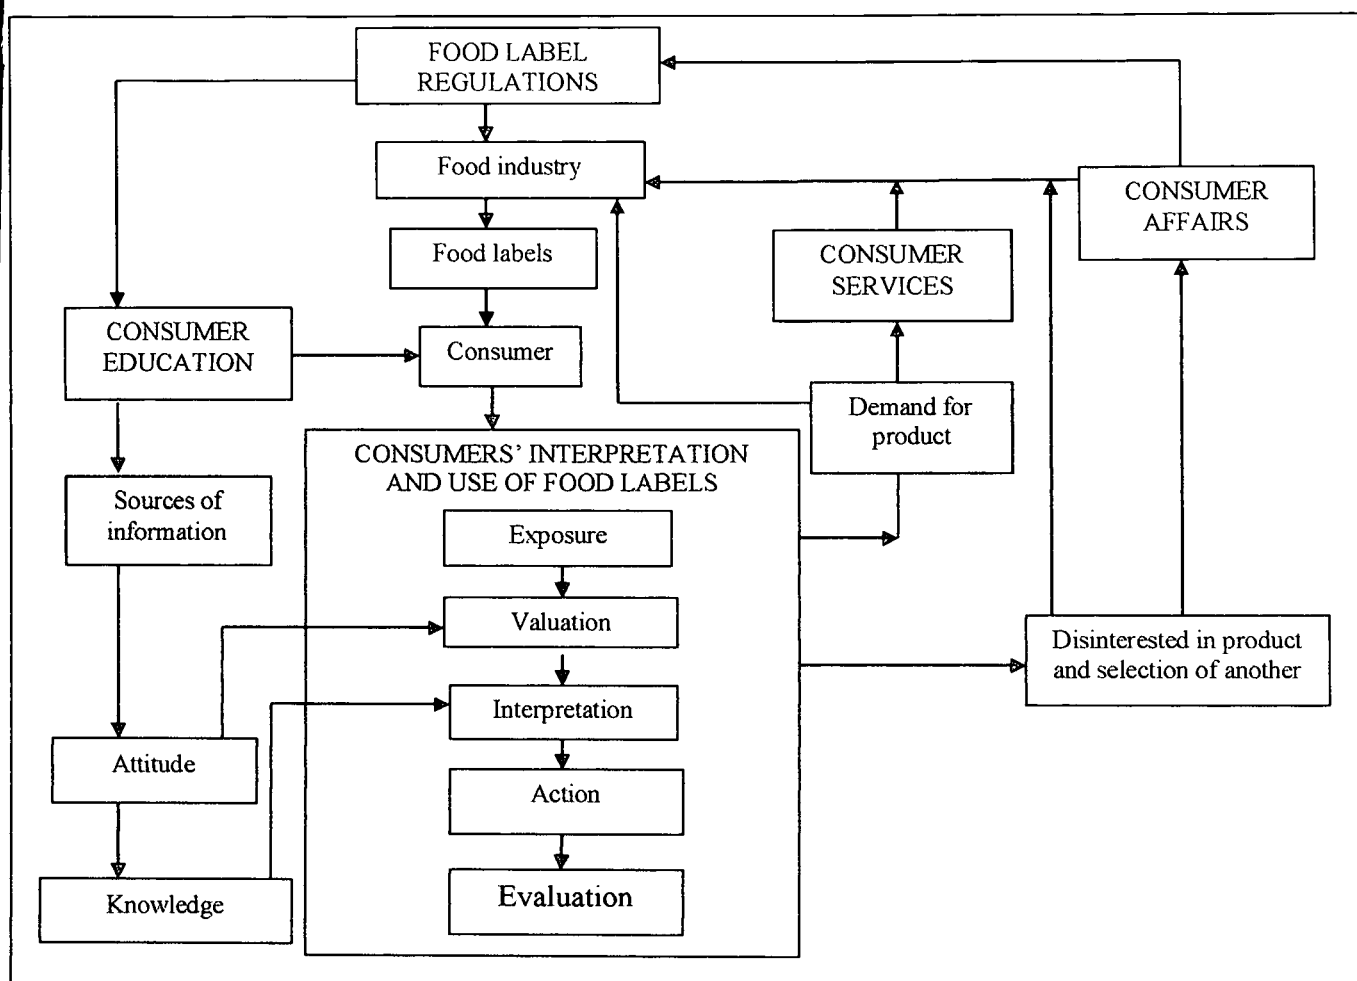 FOOD LABEL
REGULATIONS
Food industry
CONSUMER
AFFAIRS
Food labels
CONSUMER
SERVICES
CONSUMER
EDUCATION
Consumer
Demand for
product
CONSUMERS’ INTERPRETATION
AND USE OF FOOD LABELS
Sources of
information
Exposure
Valuation
Disinterested in product
and selection of another
Interpretation
Attitude
Action
Knowledge
Evaluation